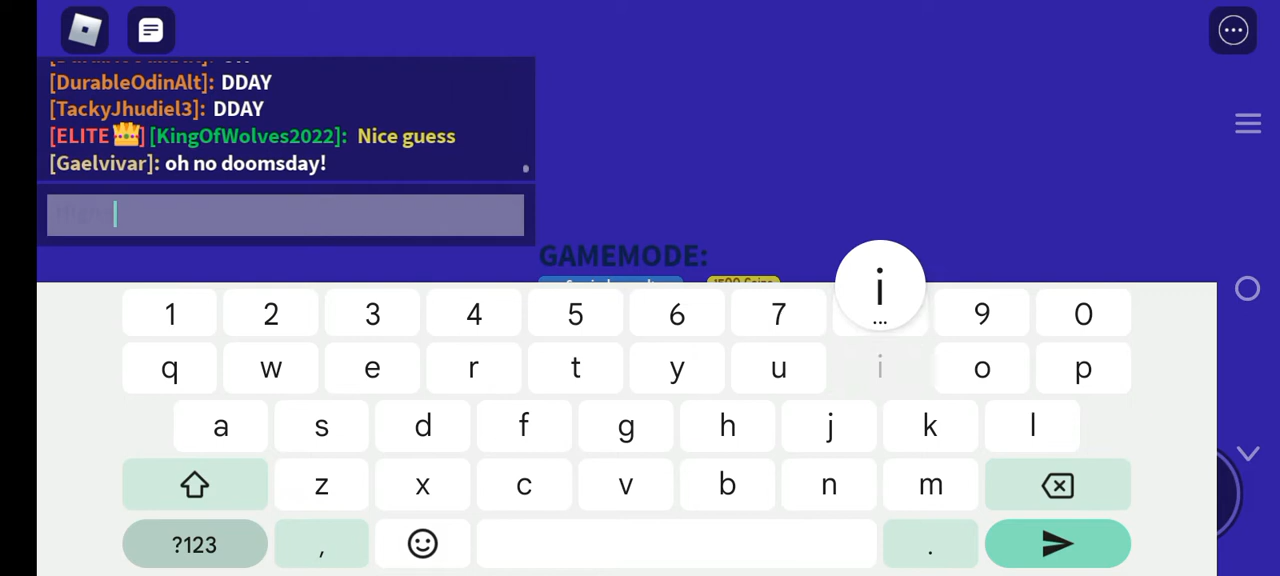 [DurableOdinAlt]: DDAY
[TackyJhudiel3]: DDAY
[ELITE👑] [KingOfWolves2022]: Nice guess
[Gaelvivar]: oh no doomsday!
GAMEMODE:
i
1 2 3 4 5 6 7 9 0
q w e r t y u i o p
a s d f g h j k l
z x c v b n m
?123 , .